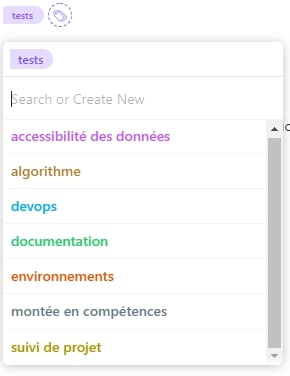 tests
tests
Search or Create New
accessibilité des données
algorithme
devops
documentation
environnements
montée en compétences
suivi de projet